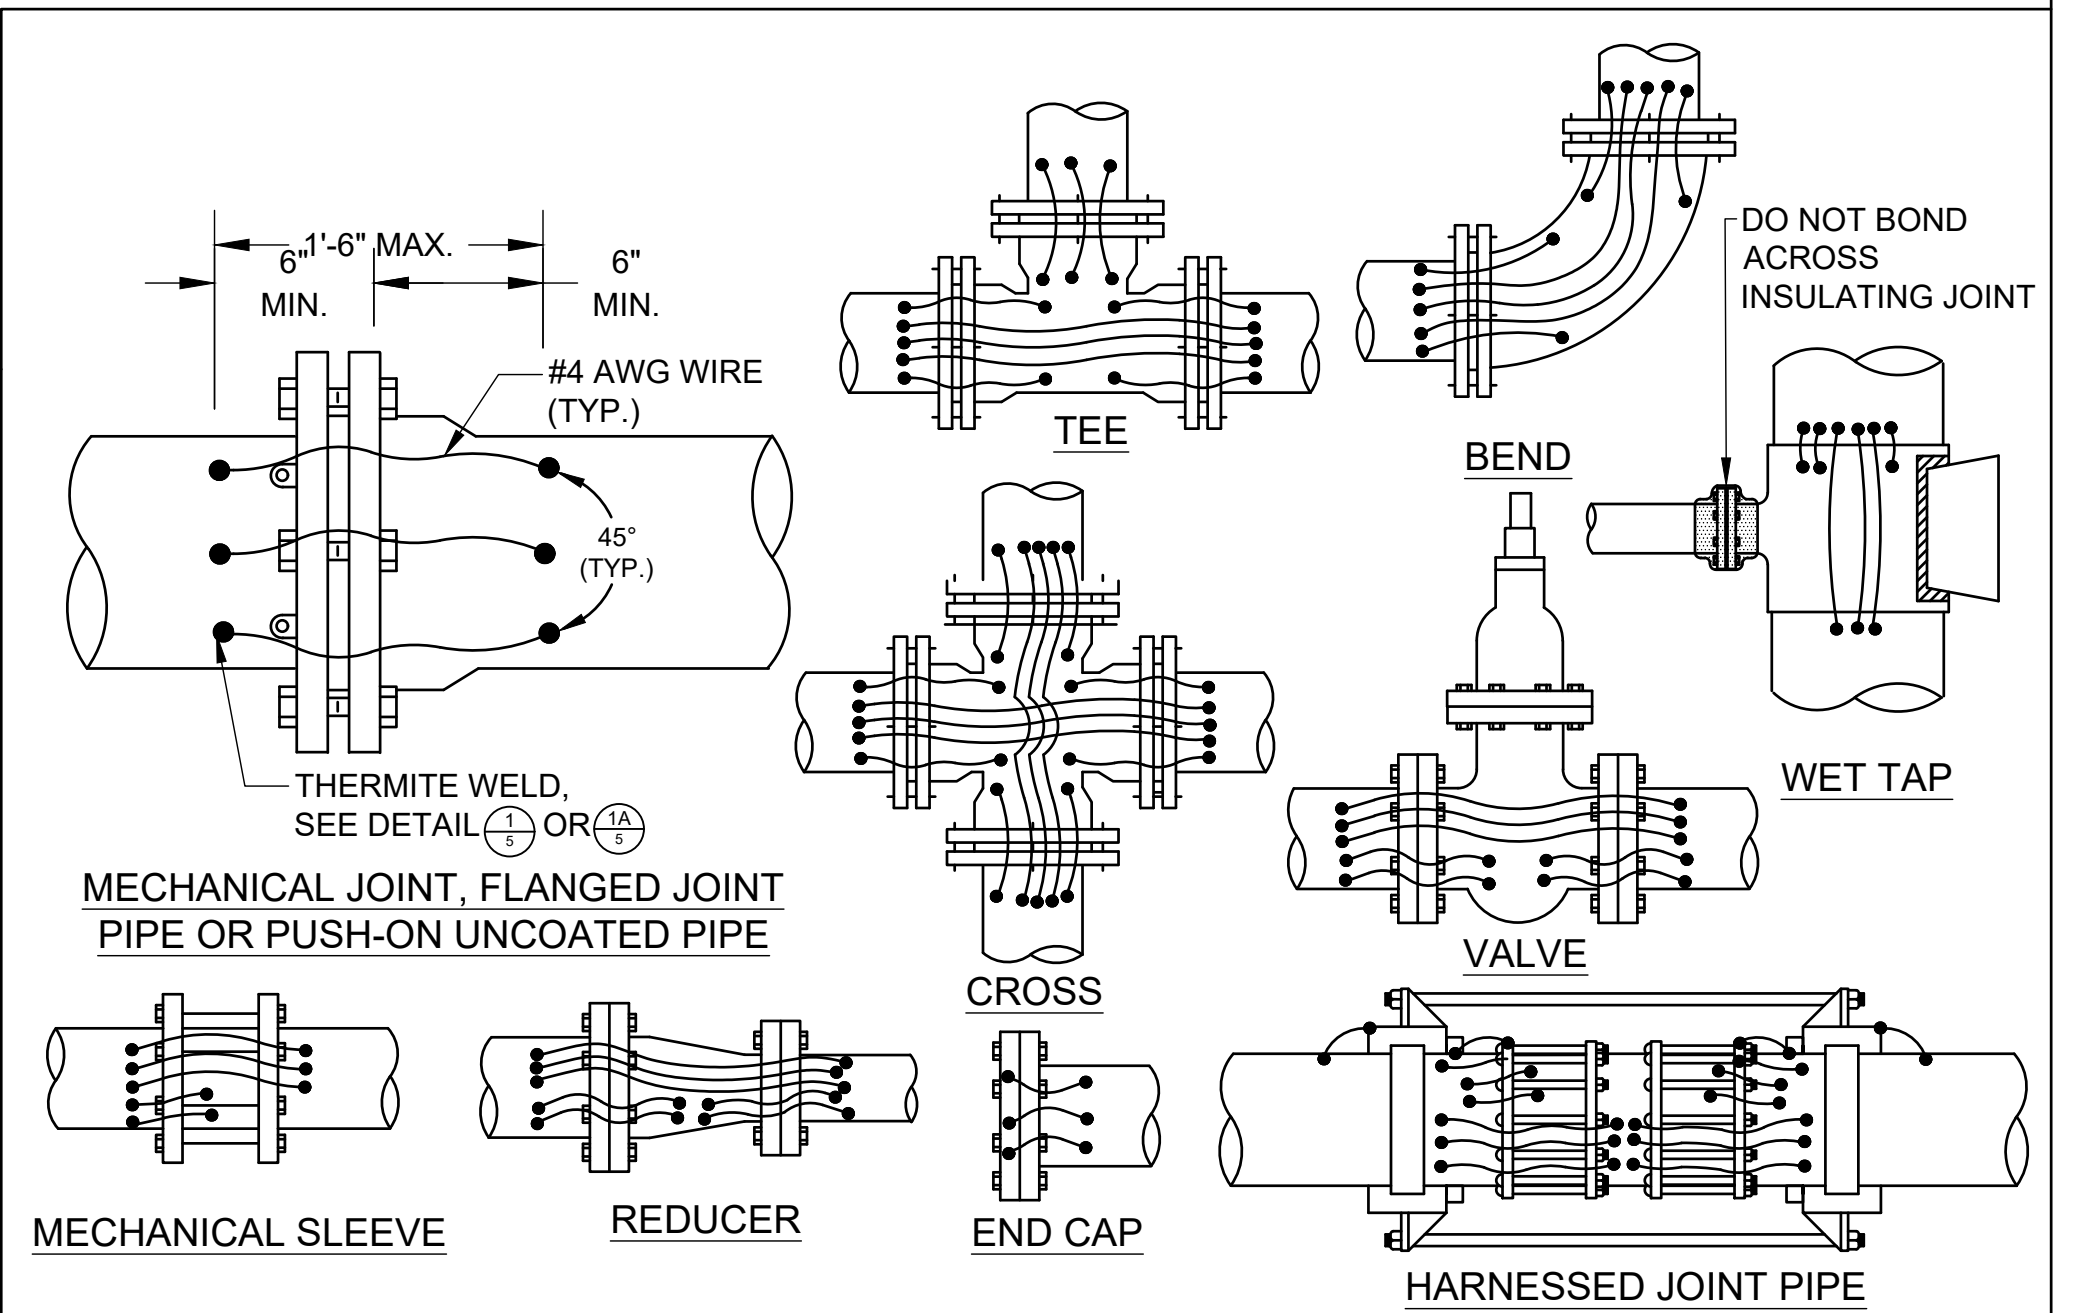 1'-6" MAX.
6"
MIN.
6"
MIN.
#4 AWG WIRE
(TYP.)
45°
(TYP.)
THERMITE WELD,
SEE DETAIL 1/5 OR 1A/5
MECHANICAL JOINT, FLANGED JOINT
PIPE OR PUSH-ON UNCOATED PIPE
TEE
BEND
DO NOT BOND
ACROSS
INSULATING JOINT
WET TAP
CROSS
VALVE
MECHANICAL SLEEVE
REDUCER
END CAP
HARNESSED JOINT PIPE